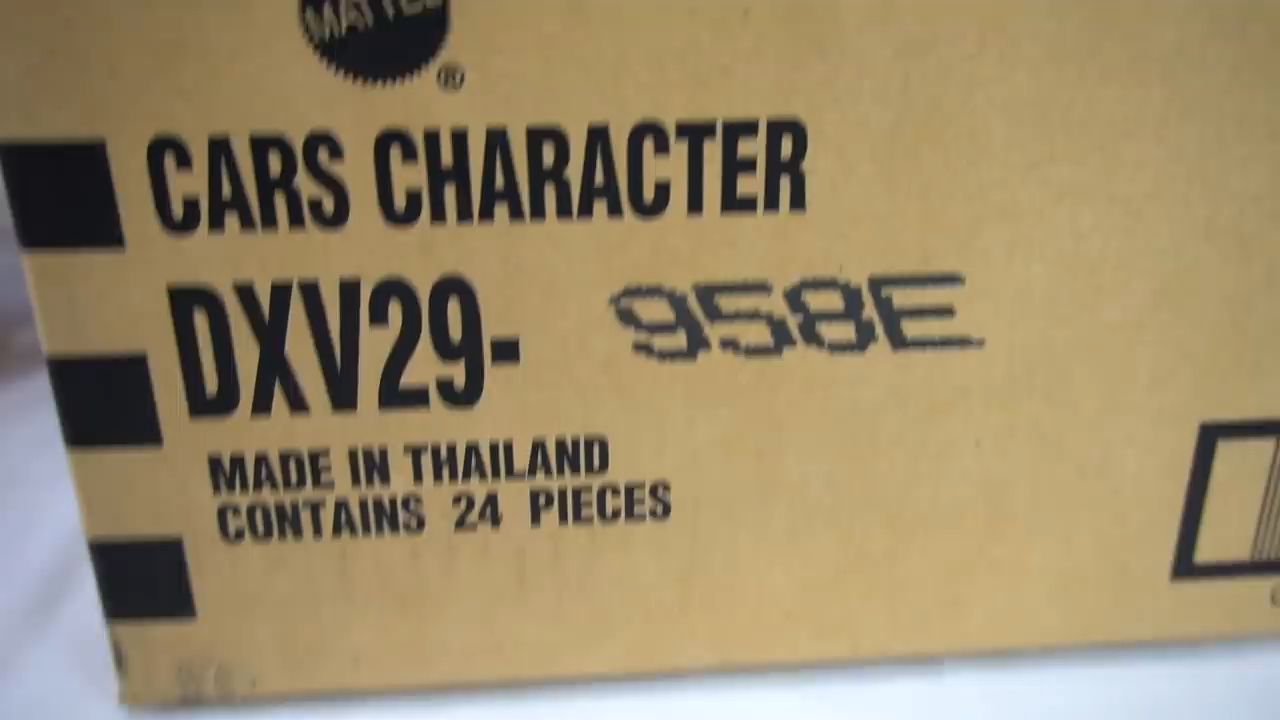 MATTEL
®
CARS CHARACTER
DXV29- 958E
MADE IN THAILAND
CONTAINS 24 PIECES